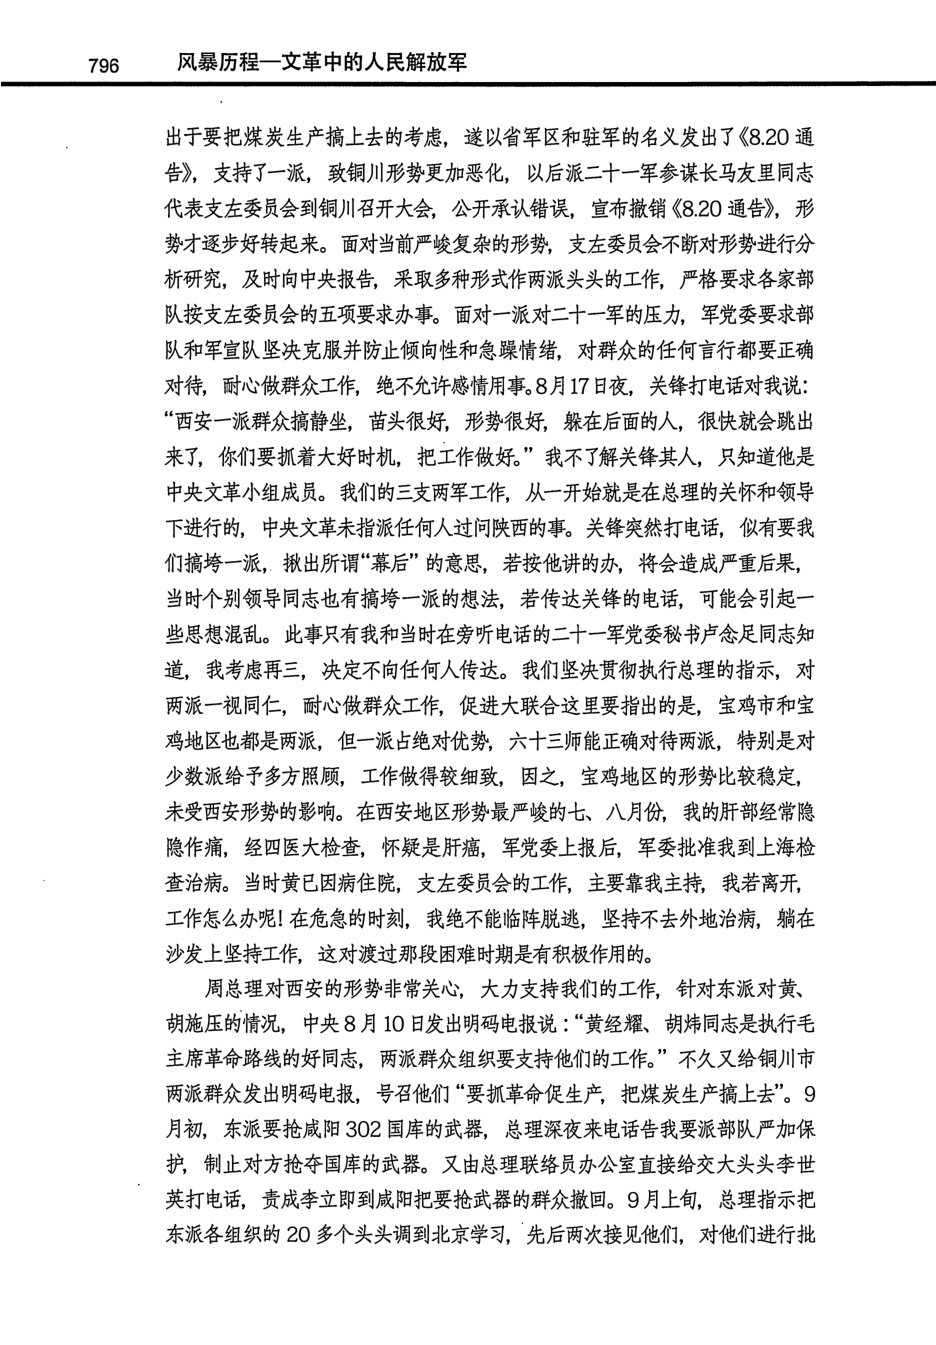 796 风暴历程—文革中的人民解放军
出于要把煤炭生产搞上去的考虑，遂以省军区和驻军的名义发出了《8.20 通
告》，支持了一派，致铜川形势更加恶化，以后派二十一军参谋长马友里同志
代表支左委员会到铜川召开大会，公开承认错误，宣布撤销《8.20 通告》，形
势才逐步好转起来。面对当前严峻复杂的形势，支左委员会不断对形势进行分
析研究，及时向中央报告，采取多种形式作两派头头的工作，严格要求各家部
队按支左委员会的五项要求办事。面对一派对二十一军的压力，军党委要求部
队和军宣队坚决克服并防止倾向性和急躁情绪，对群众的任何言行都要正确
对待，耐心做群众工作，绝不允许感情用事。8月17日夜，关锋打电话对我说：
“西安一派群众搞静坐，苗头很好，形势很好，躲在后面的人，很快就会跳出
来了，你们要抓着大好时机，把工作做好。”我不了解关锋其人，只知道他是
中央文革小组成员。我们的三支两军工作，从一开始就是在总理的关怀和领导
下进行的，中央文革未指派任何人过问陕西的事。关锋突然打电话，似有要我
们搞垮一派，揪出所谓“幕后”的意思，若按他讲的办，将会造成严重后果，
当时个别领导同志也有搞垮一派的想法，若传达关锋的电话，可能会引起一
些思想混乱。此事只有我和当时在旁听电话的二十一军党委秘书卢念足同志知
道，我考虑再三，决定不向任何人传达。我们坚决贯彻执行总理的指示，对
两派一视同仁，耐心做群众工作，促进大联合这里要指出的是，宝鸡市和宝
鸡地区也都是两派，但一派占绝对优势，六十三师能正确对待两派，特别是对
少数派给予多方照顾，工作做得较细致，因之，宝鸡地区的形势比较稳定，
未受西安形势的影响。在西安地区形势最严峻的七、八月份，我的肝部经常隐
隐作痛，经四医大检查，怀疑是肝癌，军党委上报后，军委批准我到上海检
查治病。当时黄已因病住院，支左委员会的工作，主要靠我主持，我若离开，
工作怎么办呢！在危急的时刻，我绝不能临阵脱逃，坚持不去外地治病，躺在
沙发上坚持工作，这对渡过那段困难时期是有积极作用的。
周总理对西安的形势非常关心，大力支持我们的工作，针对东派对黄、
胡施压的情况，中央 8 月 10 日发出明码电报说：“黄经耀、胡炜同志是执行毛
主席革命路线的好同志，两派群众组织要支持他们的工作。”不久又给铜川市
两派群众发出明码电报，号召他们“要抓革命促生产，把煤炭生产搞上去”。9
月初，东派要抢咸阳 302 国库的武器，总理深夜来电话告我要派部队严加保
护，制止对方抢夺国库的武器。又由总理联络员办公室直接给交大头头李世
英打电话，责成李立即到咸阳把要抢武器的群众撤回。9 月上旬，总理指示把
东派各组织的 20 多个头头调到北京学习，先后两次接见他们，对他们进行批